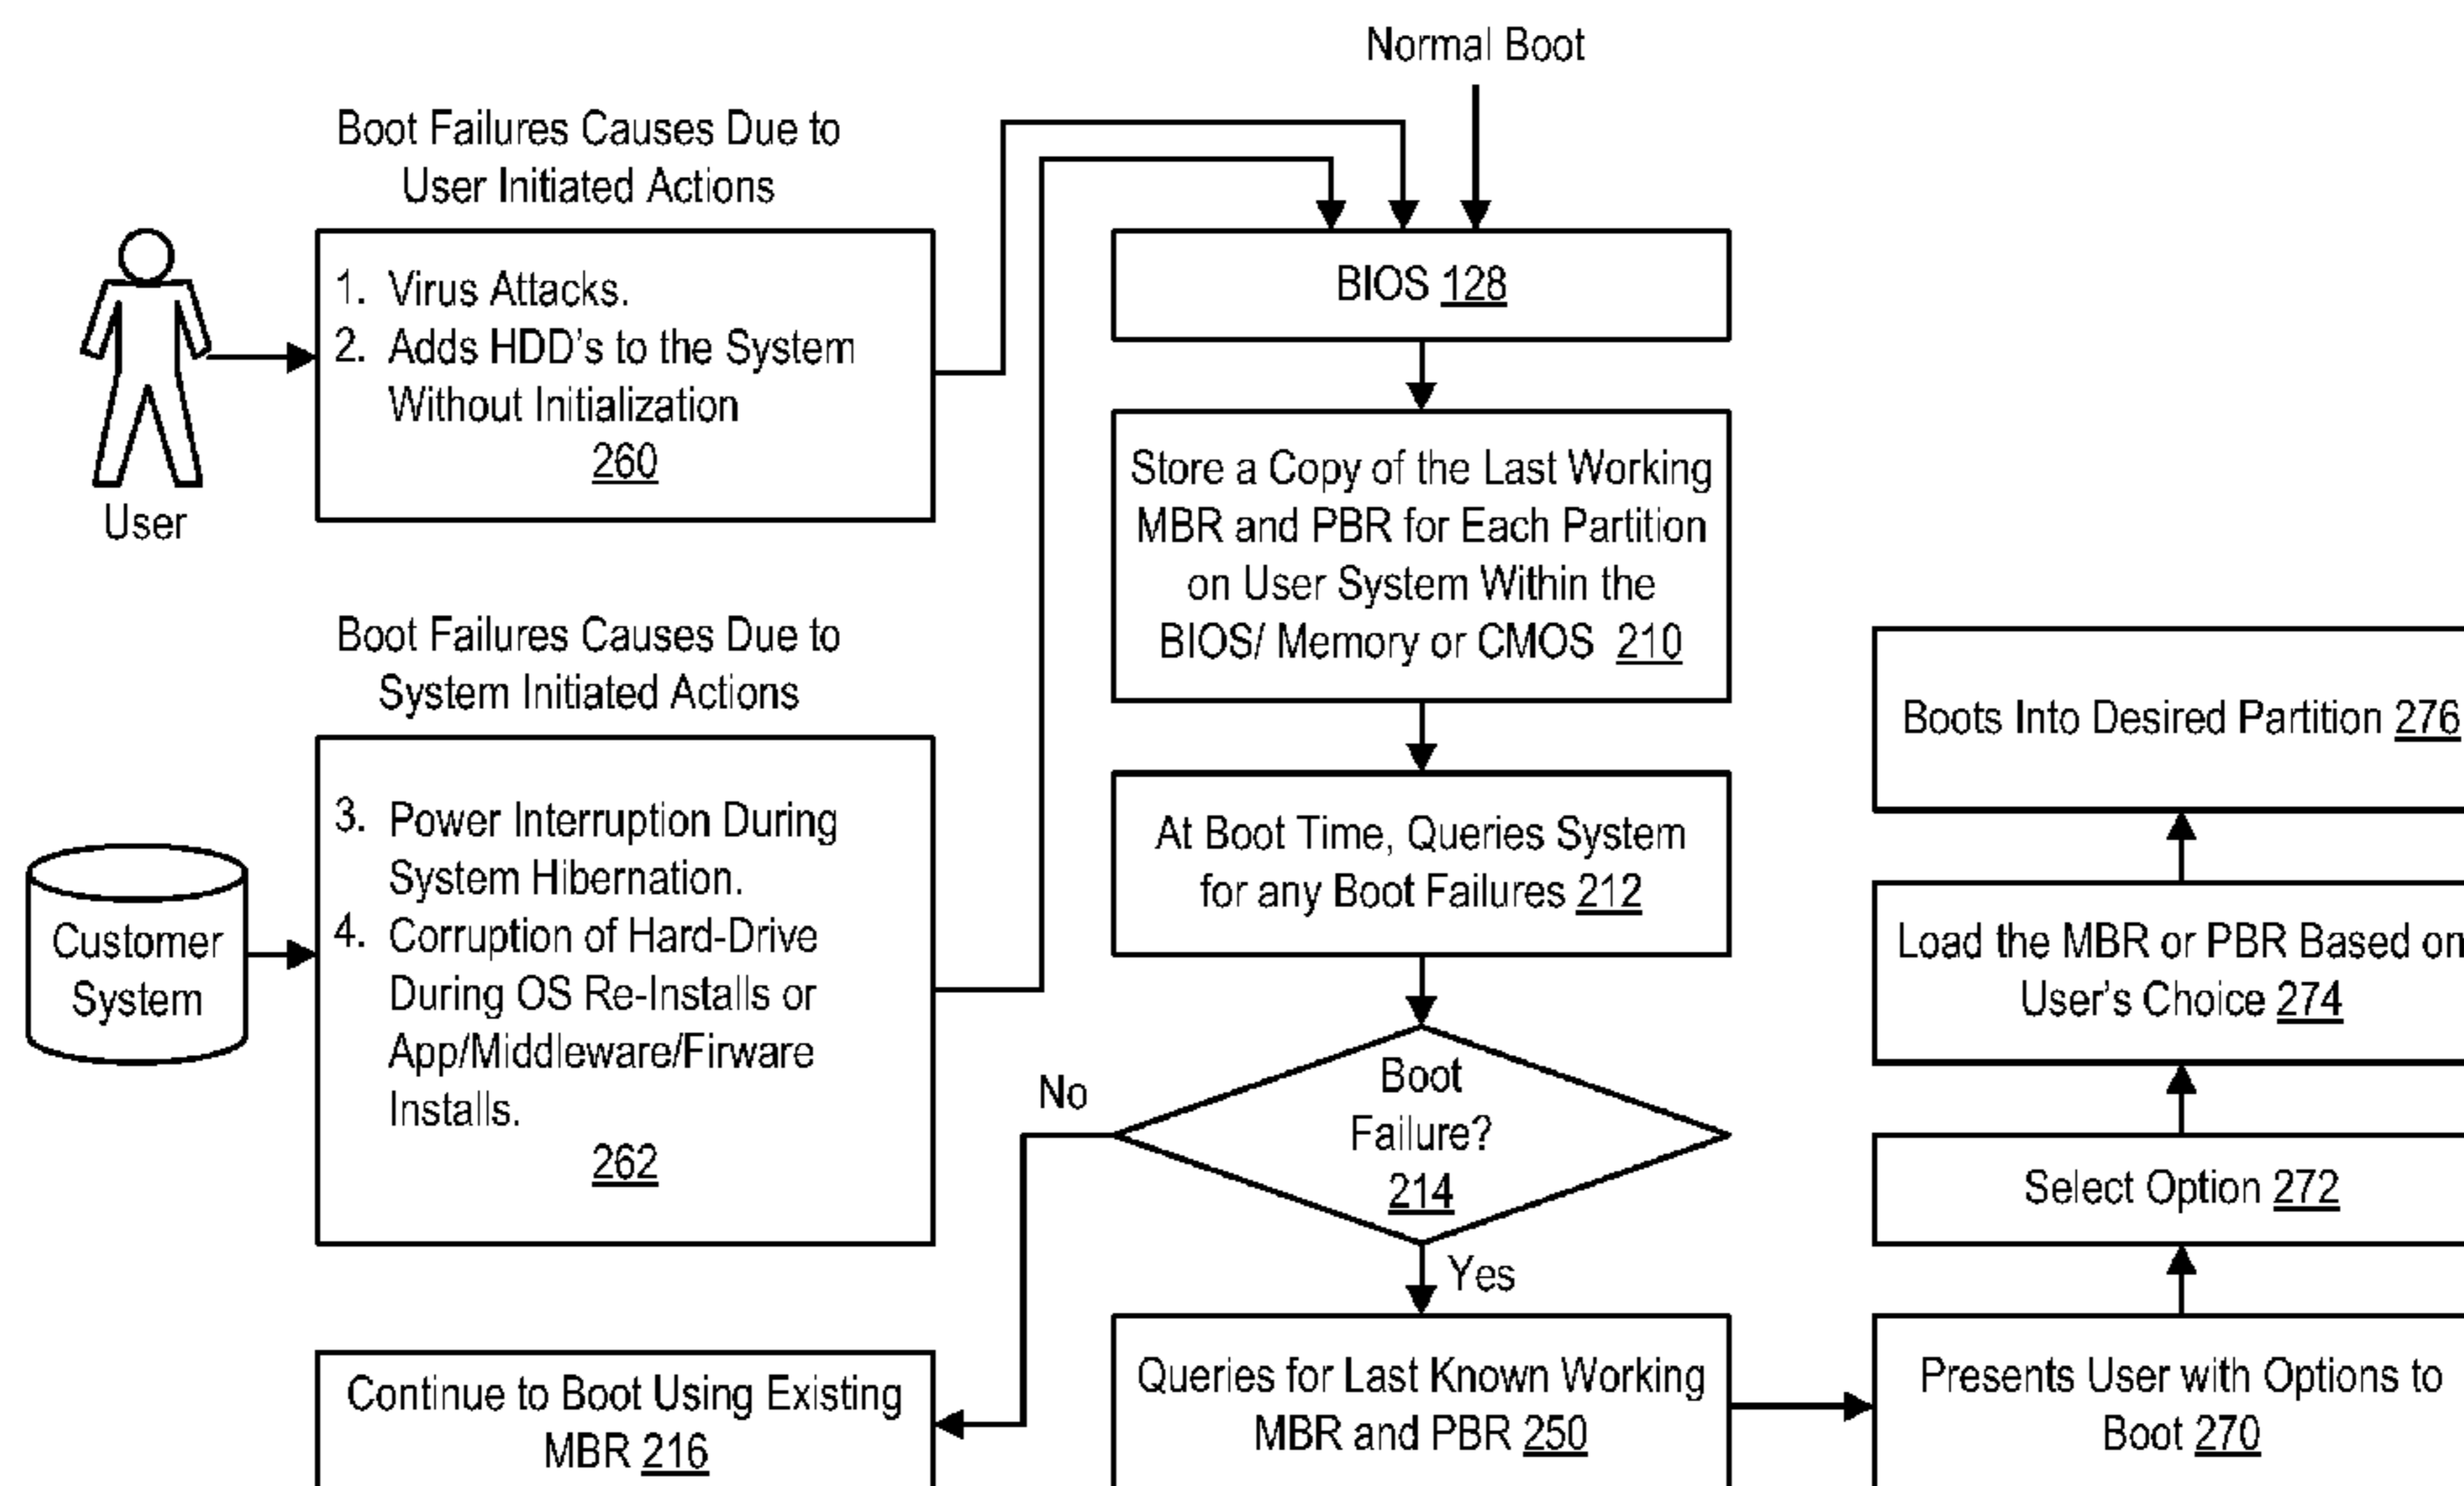 Normal Boot
Boot Failures Causes Due to
User Initiated Actions
1. Virus Attacks.
2. Adds HDD's to the System
Without Initialization
260
User
BIOS 128
Store a Copy of the Last Working
MBR and PBR for Each Partition
on User System Within the
BIOS/ Memory or CMOS 210
Boot Failures Causes Due to
System Initiated Actions
3. Power Interruption During
System Hibernation.
4. Corruption of Hard-Drive
During OS Re-Installs or
App/Middleware/Firware
Installs.
262
Customer
System
At Boot Time, Queries System
for any Boot Failures 212
Boot
Failure?
214
No
Yes
Continue to Boot Using Existing
MBR 216
Queries for Last Known Working
MBR and PBR 250
Presents User with Options to
Boot 270
Select Option 272
Load the MBR or PBR Based on
User's Choice 274
Boots Into Desired Partition 276